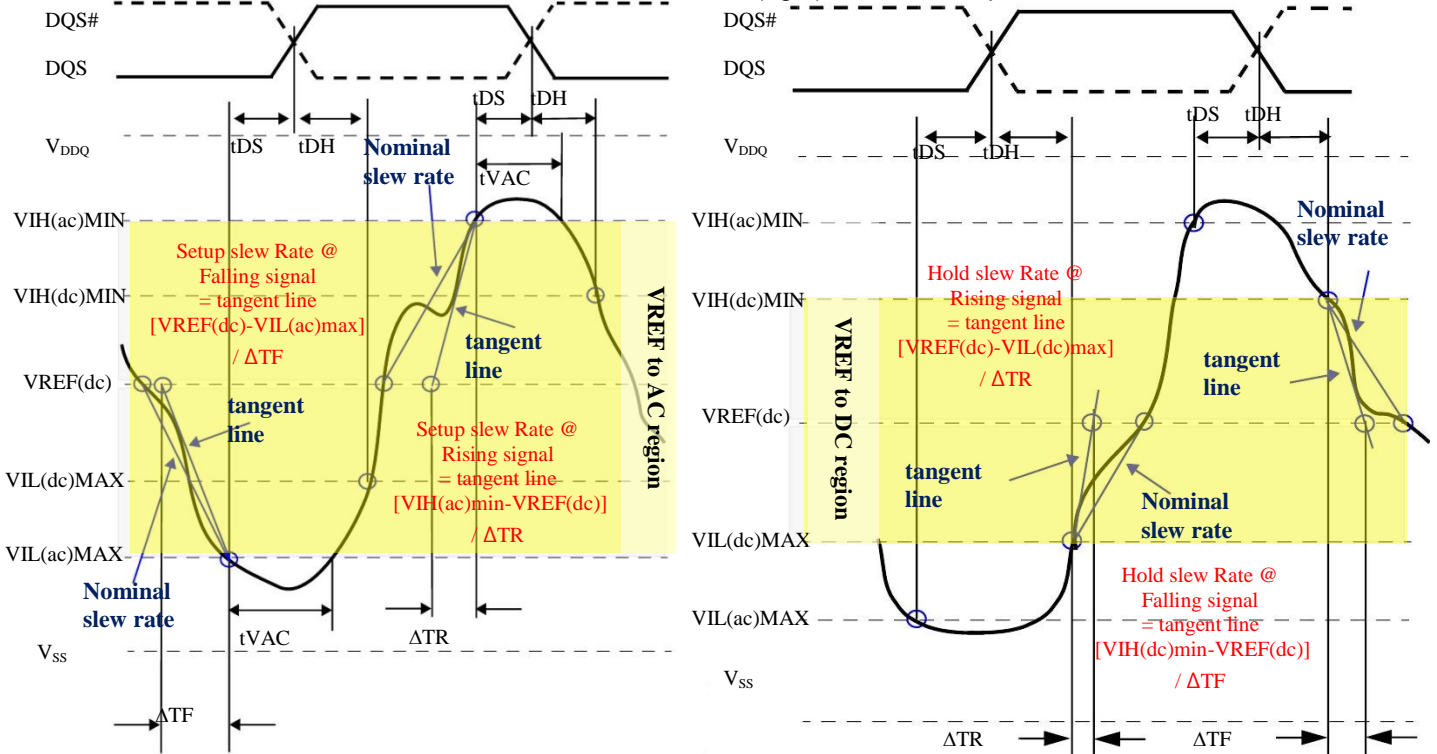 DQS#
DQS
tDS
tDH
tDS
tDH
VDDQ
Nominal
slew rate
tVAC
VIH(ac)MIN
Setup slew Rate @
Falling signal
= tangent line
[VREF(dc)-VIL(ac)max]
/ ΔTF
VIH(dc)MIN
tangent
line
VREF to AC region
VREF(dc)
tangent
line
Setup slew Rate @
Rising signal
= tangent line
[VIH(ac)min-VREF(dc)]
/ ΔTR
VIL(dc)MAX
VIL(ac)MAX
Nominal
slew rate
tVAC
ΔTR
VSS
ΔTF
DQS#
DQS
tDS
tDH
tDS
tDH
VDDQ
VIH(ac)MIN
Nominal
slew rate
Hold slew Rate @
Rising signal
= tangent line
[VREF(dc)-VIL(dc)max]
/ ΔTR
VIH(dc)MIN
VREF to DC region
tangent
line
VREF(dc)
tangent
line
Nominal
slew rate
VIL(dc)MAX
Hold slew Rate @
Falling signal
= tangent line
[VIH(dc)min-VREF(dc)]
/ ΔTF
VIL(ac)MAX
VSS
ΔTR
ΔTF